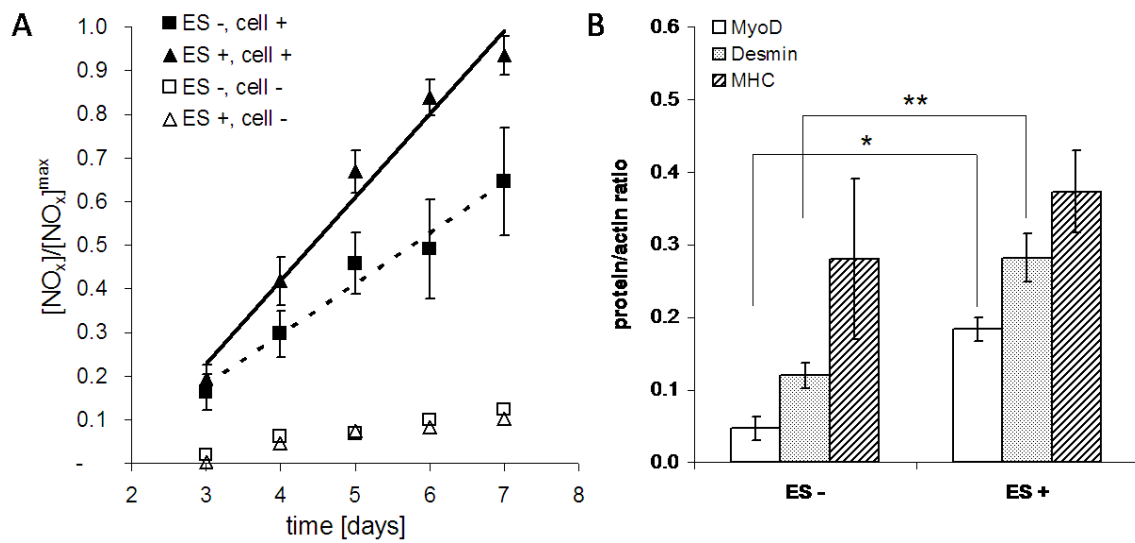 A
ES -, cell +
ES +, cell +
ES -, cell -
ES +, cell -
1.0
0.9
0.8
0.7
0.6
0.5
0.4
0.3
0.2
0.1
-
[NOx]/[NOx]max
2 3 4 5 6 7 8
time [days]
B
MyoD
Desmin
MHC
0.6
0.5
0.4
0.3
0.2
0.1
0.0
protein/actin ratio
**
*
ES - ES +